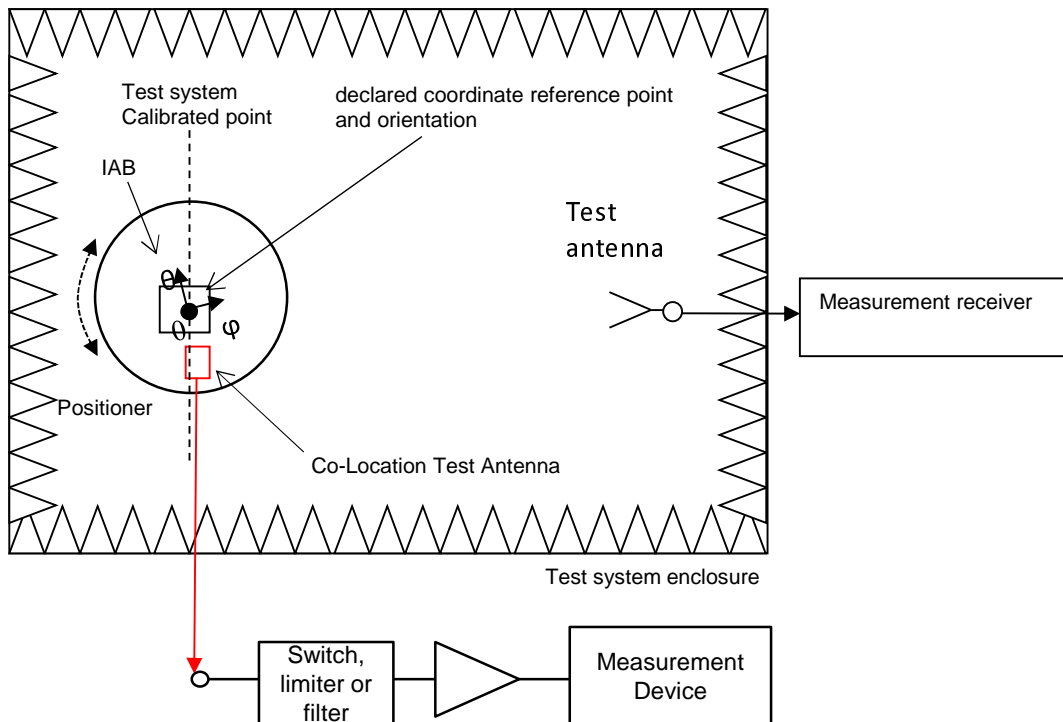 Test system
Calibrated point
declared coordinate reference point
and orientation
IAB
Test
antenna
Measurement receiver
θ
θ
φ
Positioner
Co-Location Test Antenna
Test system enclosure
Switch,
limiter or
filter
Measurement
Device